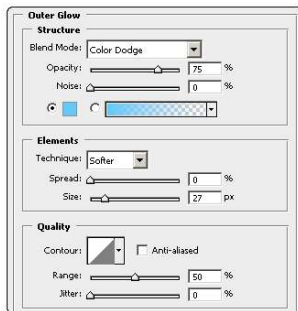 Outer Glow
Structure
Blend Mode: Color Dodge
Opacity: 75 %
Noise: 0 %
Elements
Technique: Softer
Spread: 0 %
Size: 27 px
Quality
Contour: Anti-aliased
Range: 50 %
Jitter: 0 %